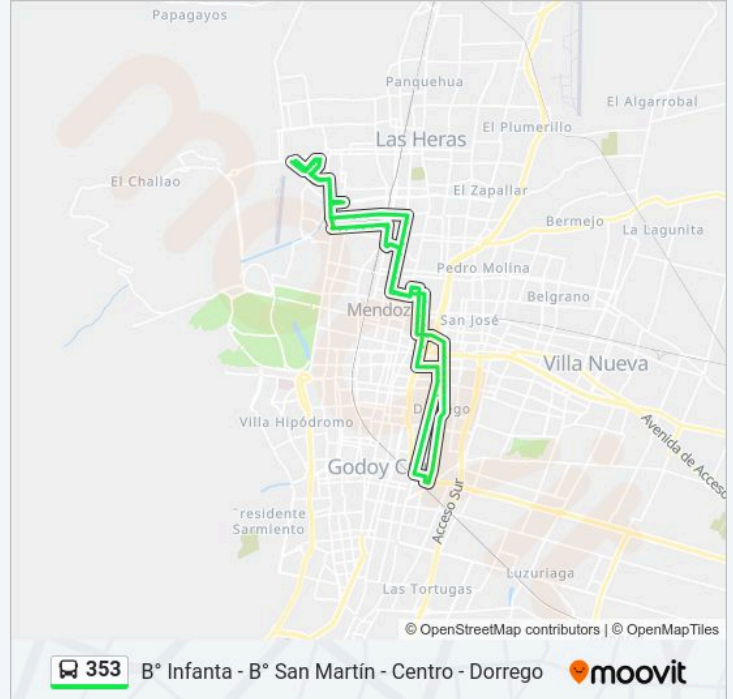 Papagayos
Panquehua
El Algarrobal
Las Heras
El Plumerillo
El Challao
El Zapallar
Bermejo
La Lagunita
Pedro Molina
Belgrano
Mendoz
San José
Villa Nueva
D ego
Villa Hipódromo
Avenida de Acceso
Godoy C
Acceso Sur
residente
Sarmiento
Luzuriaga
Las Tortugas
© OpenStreetMap contributors | © OpenMapTiles
353 B° Infanta - B° San Martín - Centro - Dorrego moovit